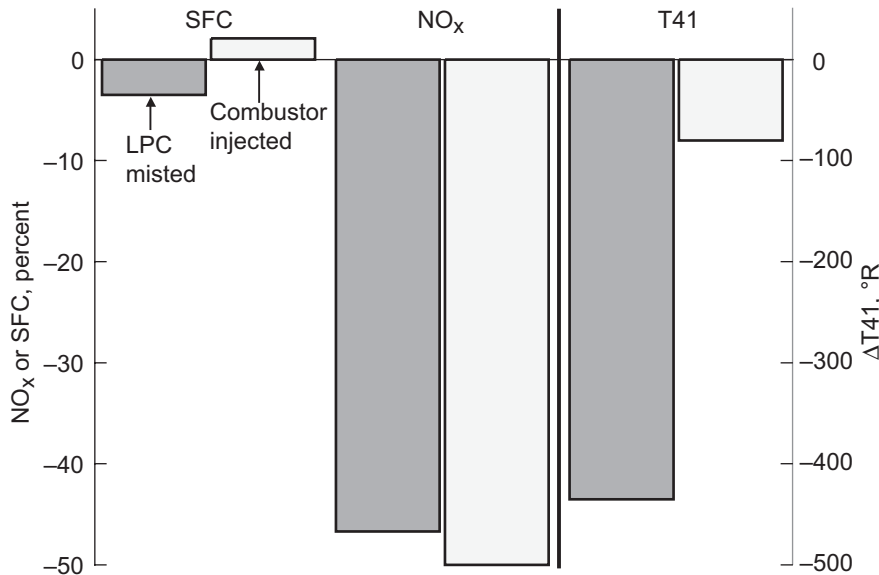 SFC
NOx
T41
0
–10
–20
–30
–40
–50
NOx or SFC, percent
LPC
misted
Combustor
injected
0
–100
–200
–300
–400
–500
ΔT41, °R